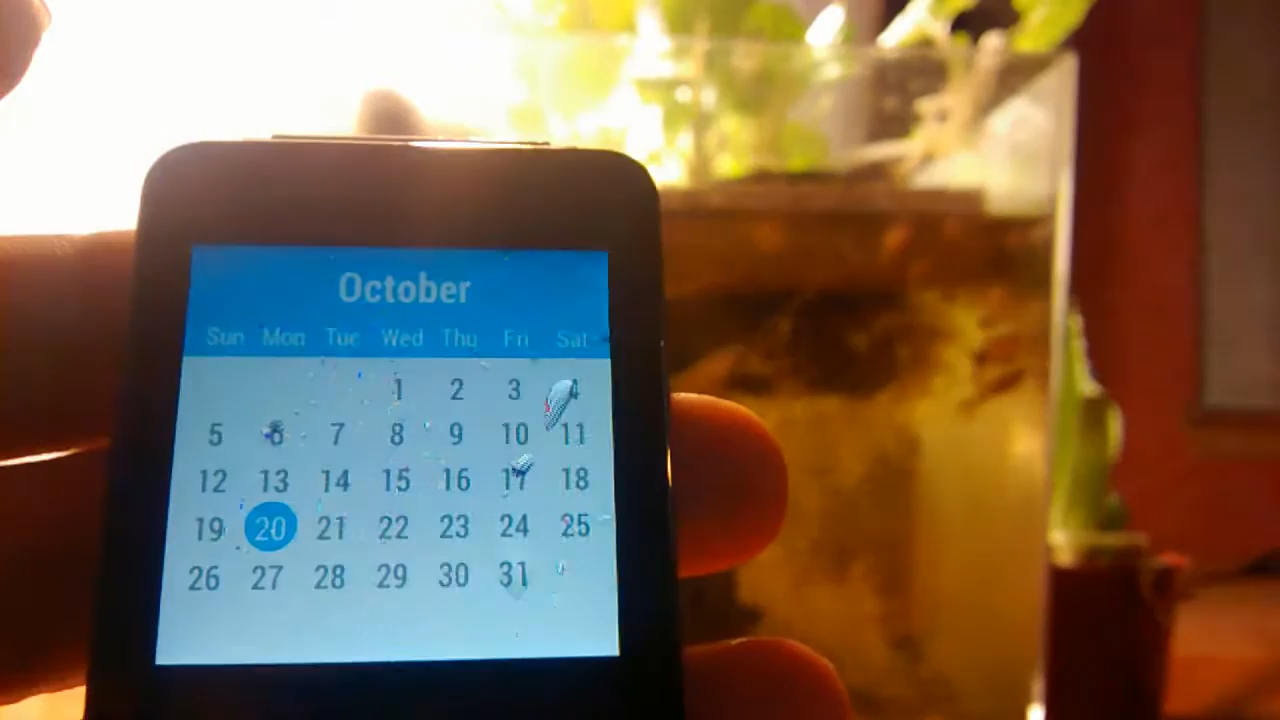 October
Sun Mon Tue Wed Thu Fri Sat
1 2 3 4
5 6 7 8 9 10 11
12 13 14 15 16 17 18
19 20 21 22 23 24 25
26 27 28 29 30 31